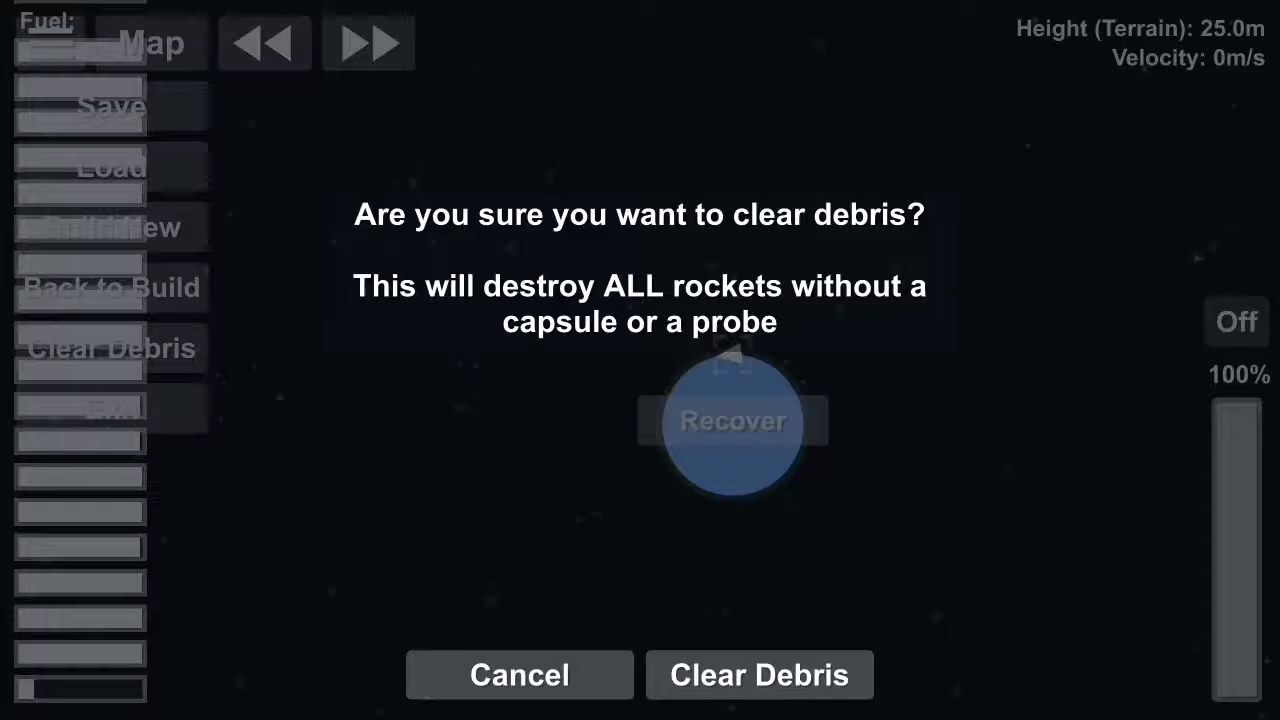 Fuel:
Map
Height (Terrain): 25.0m
Velocity: 0m/s
Save
Load
Are you sure you want to clear debris?
This will destroy ALL rockets without a
capsule or a probe
Back to Build
Clear Debris
Off
100%
Recover
Cancel
Clear Debris